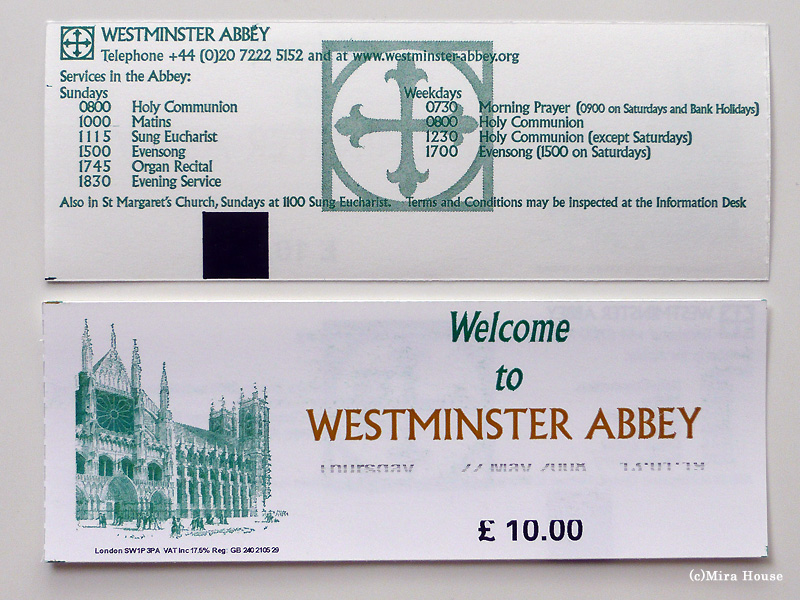 WESTMINSTER ABBEY
Telephone +44 (0)20 7222 5152 and at www.westminster-abbey.org
Services in the Abbey:
Sundays
0800 Holy Communion
1000 Matins
1115 Sung Eucharist
1500 Evensong
1745 Organ Recital
1830 Evening Service
Weekdays
0730 Morning Prayer (0900 on Saturdays and Bank Holidays)
0800 Holy Communion
1230 Holy Communion (except Saturdays)
1700 Evensong (1500 on Saturdays)
Also in St Margaret's Church, Sundays at 1100 Sung Eucharist. Terms and Conditions may be inspected at the Information Desk
Welcome
to
WESTMINSTER ABBEY
Thursday 22 May 2008
£ 10.00
London SW1P 3PA VAT inc 17.5% Reg: GB 240210529
(c)Mira House